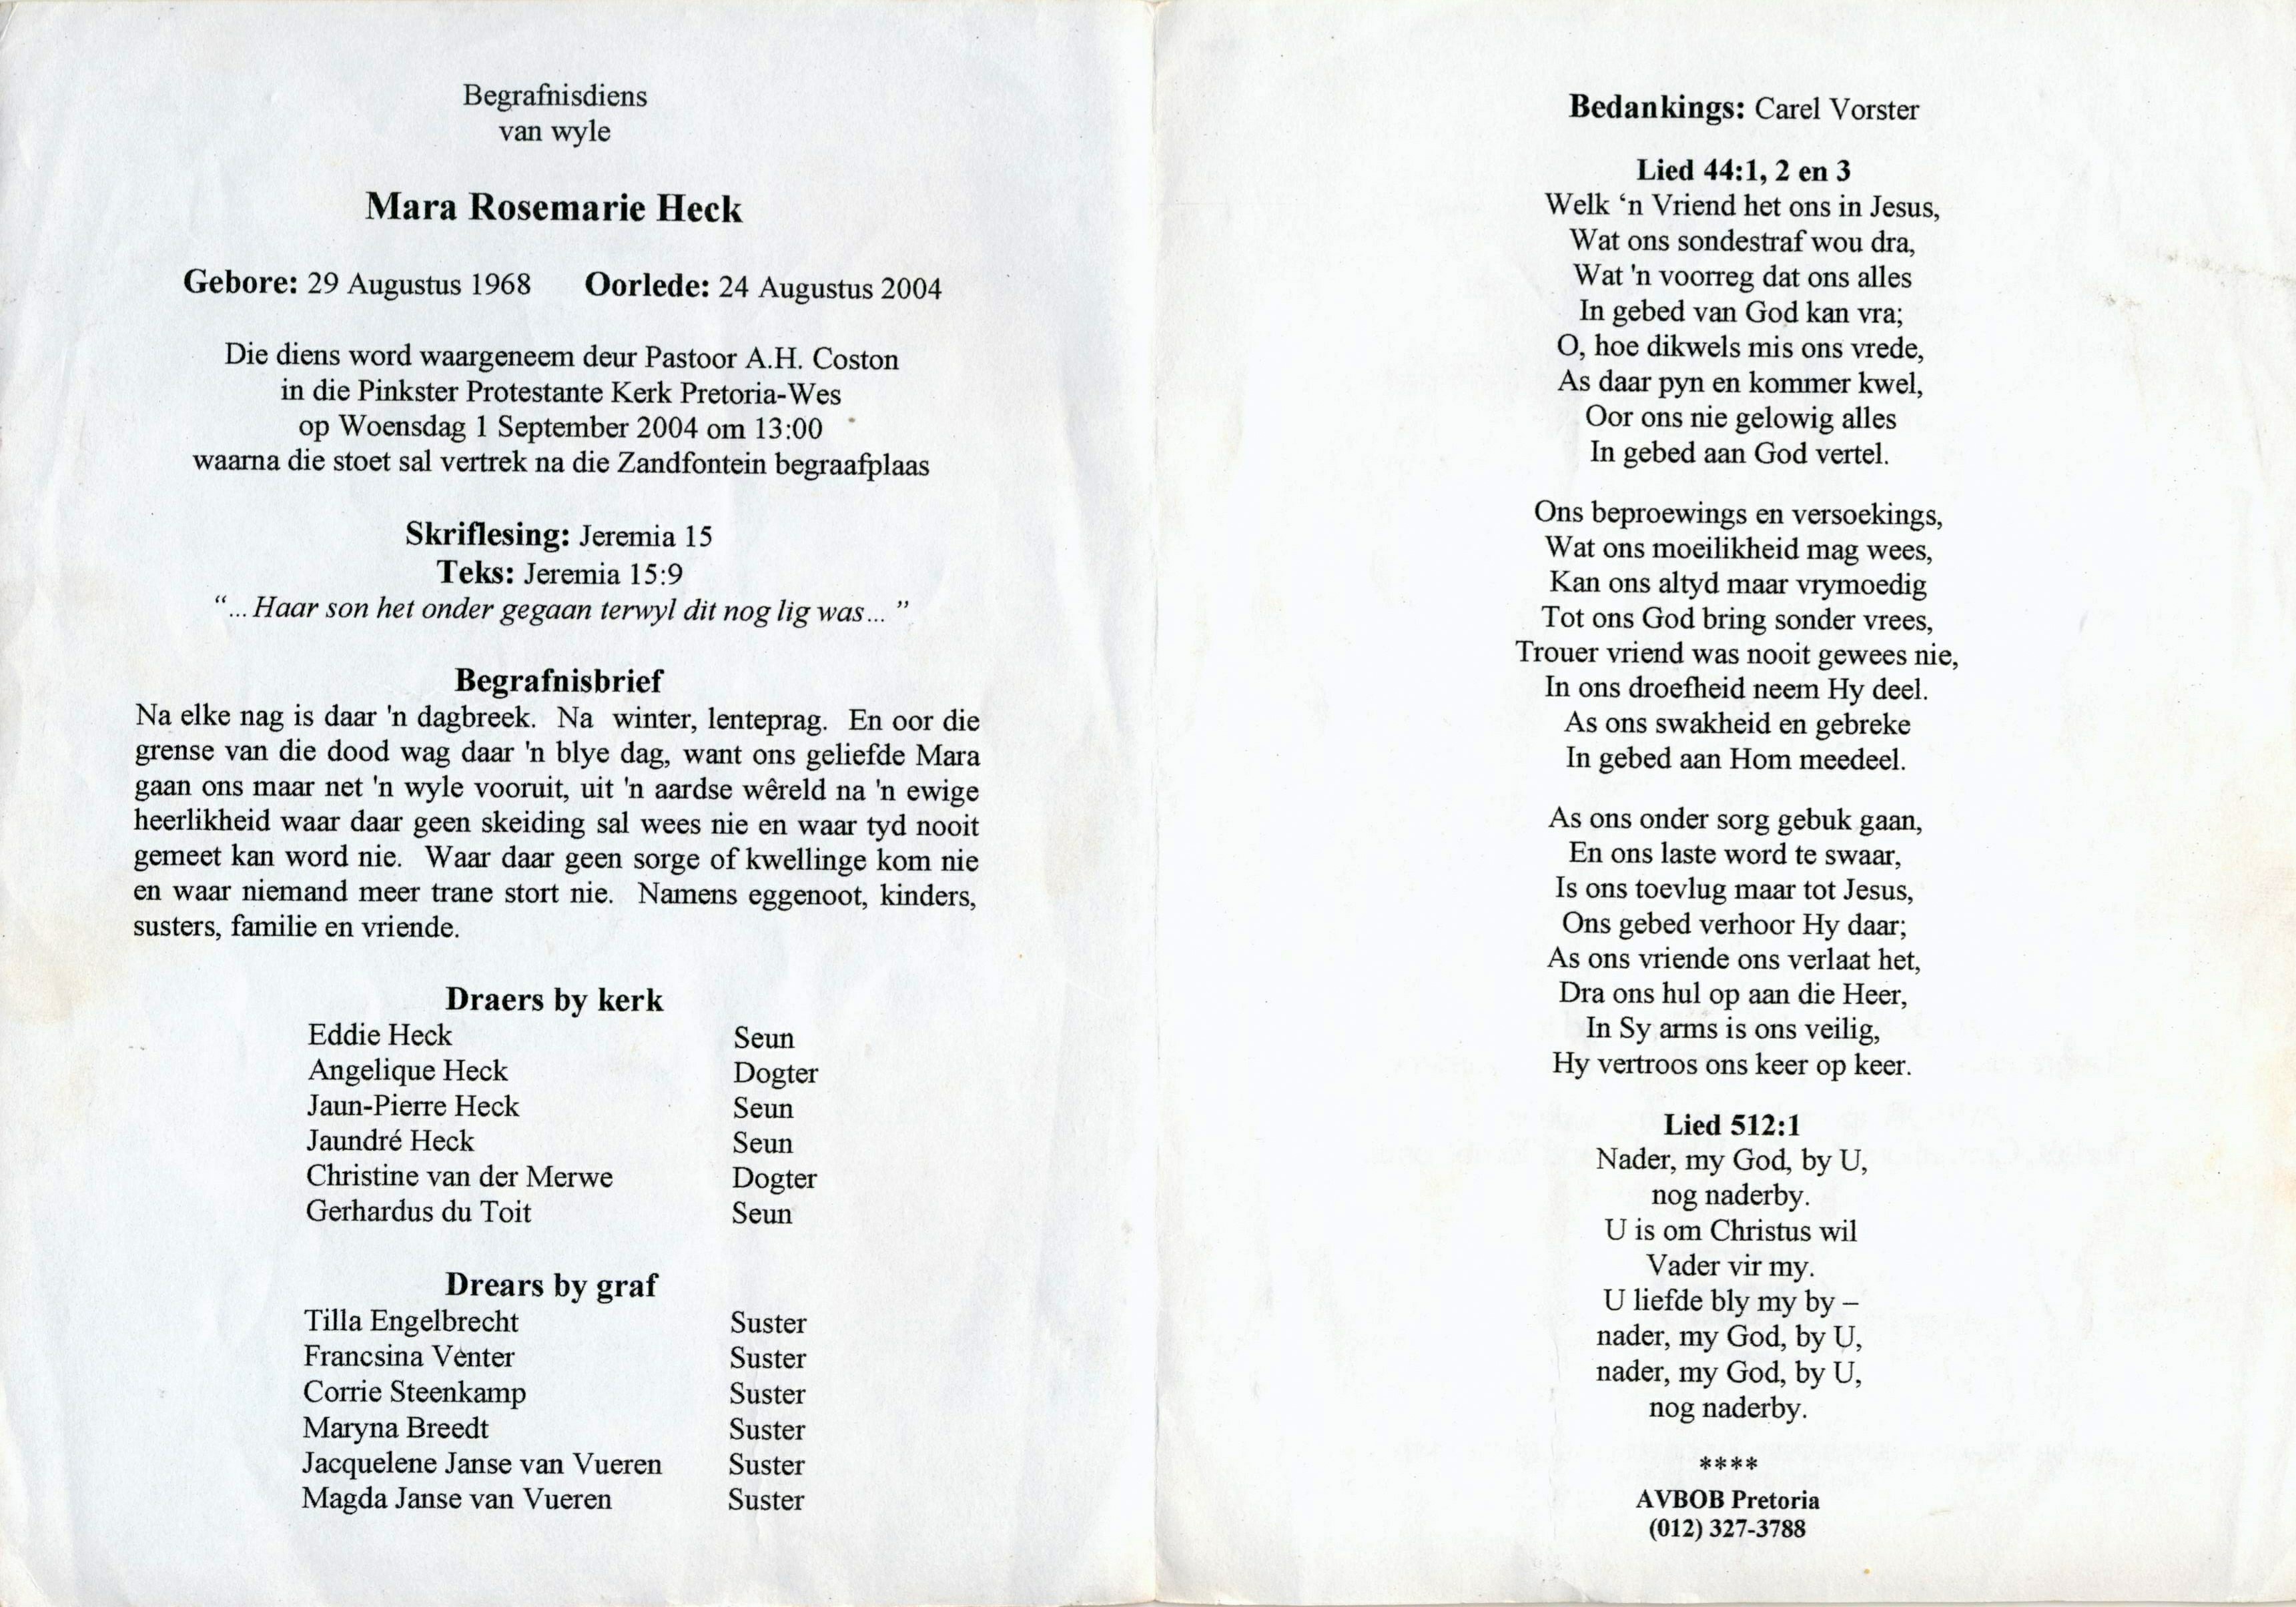 Begrafnisdiens
van wyle
Mara Rosemarie Heck
Gebore: 29 Augustus 1968 Oorlede: 24 Augustus 2004
Die diens word waargeneem deur Pastoor A.H. Coston
in die Pinkster Protestante Kerk Pretoria-Wes
op Woensdag 1 September 2004 om 13:00
waarna die stoet sal vertrek na die Zandfontein begraafplaas
Skriflesing: Jeremia 15
Teks: Jeremia 15:9
“... Haar son het onder gegaan terwyl dit nog lig was... ”
Begrafnisbrief
Na elke nag is daar 'n dagbreek. Na winter, lenteprag. En oor die
grense van die dood wag daar 'n blye dag, want ons geliefde Mara
gaan ons maar net 'n wyle vooruit, uit 'n aardse wêreld na 'n ewige
heerlikheid waar daar geen skeiding sal wees nie en waar tyd nooit
gemeet kan word nie. Waar daar geen sorge of kwellinge kom nie
en waar niemand meer trane stort nie. Namens eggenoot, kinders,
susters, familie en vriende.
Draers by kerk
Eddie Heck Seun
Angelique Heck Dogter
Jaun-Pierre Heck Seun
Jaundré Heck Seun
Christine van der Merwe Dogter
Gerhardus du Toit Seun
Drears by graf
Tilla Engelbrecht Suster
Francsina Venter Suster
Corrie Steenkamp Suster
Maryna Breedt Suster
Jacquelene Janse van Vueren Suster
Magda Janse van Vueren Suster
Bedankings: Carel Vorster
Lied 44:1, 2 en 3
Welk ‘n Vriend het ons in Jesus,
Wat ons sondestraf wou dra,
Wat 'n voorreg dat ons alles
In gebed van God kan vra;
O, hoe dikwels mis ons vrede,
As daar pyn en kommer kwel,
Oor ons nie gelowig alles
In gebed aan God vertel.
Ons beproewings en versoekings,
Wat ons moeilikheid mag wees,
Kan ons altyd maar vrymoedig
Tot ons God bring sonder vrees,
Trouer vriend was nooit gewees nie,
In ons droefheid neem Hy deel.
As ons swakheid en gebreke
In gebed aan Hom meedeel.
As ons onder sorg gebuk gaan,
En ons laste word te swaar,
Is ons toevlug maar tot Jesus,
Ons gebed verhoor Hy daar;
As ons vriende ons verlaat het,
Dra ons hul op aan die Heer,
In Sy arms is ons veilig,
Hy vertroos ons keer op keer.
Lied 512:1
Nader, my God, by U,
nog naderby.
U is om Christus wil
Vader vir my.
U liefde bly my by –
nader, my God, by U,
nader, my God, by U,
nog naderby.
****
AVBOB Pretoria
(012) 327-3788